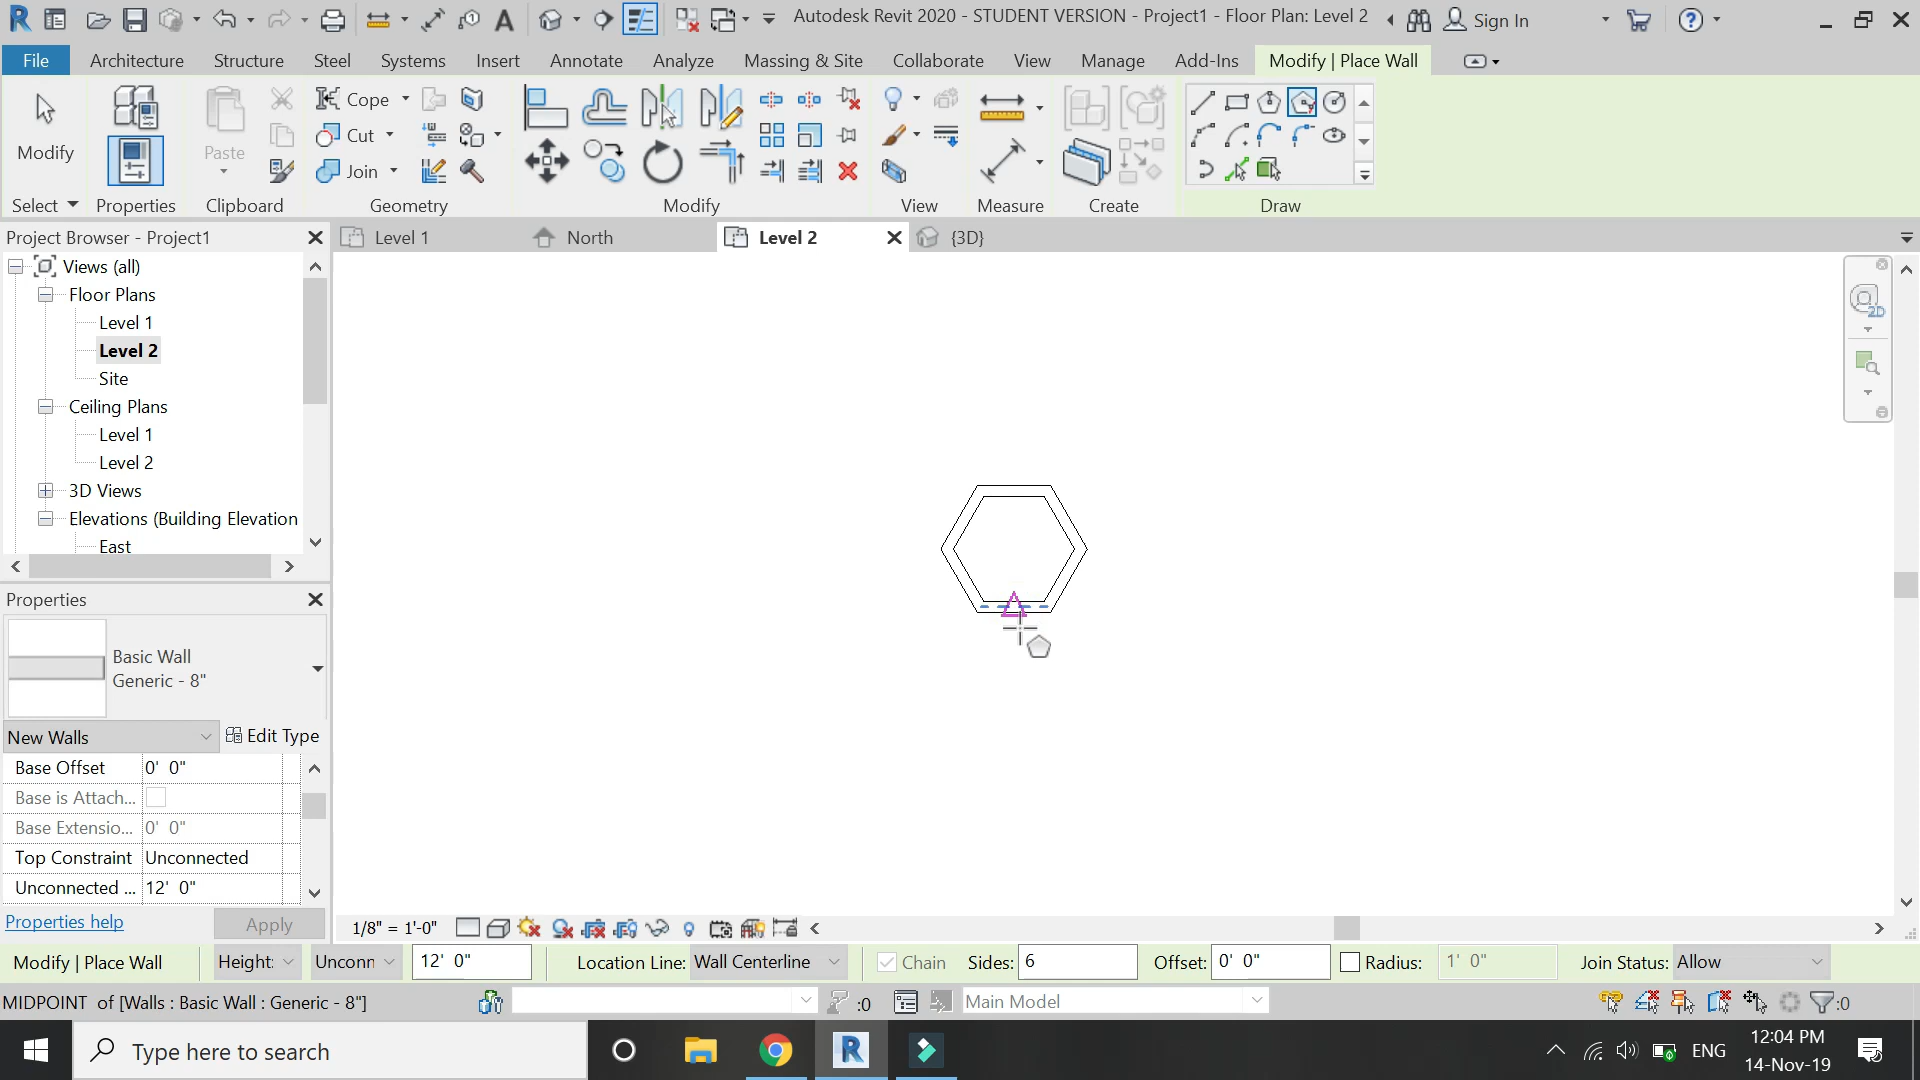 Autodesk Revit 2020 - STUDENT VERSION - Project1 - Floor Plan: Level 2
Sign In
File Architecture Structure Steel Systems Insert Annotate Analyze Massing & Site Collaborate View Manage Add-Ins Modify | Place Wall
Modify
Paste
Cope
Cut
Join
Select Properties Clipboard Geometry Modify View Measure Create Draw
Project Browser - Project1
Level 1 North Level 2 {3D}
Views (all)
Floor Plans
Level 1
Level 2
Site
Ceiling Plans
Level 1
Level 2
3D Views
Elevations (Building Elevation
East
2D
Properties
Basic Wall
Generic - 8"
New Walls Edit Type
Base Offset 0' 0"
Base is Attach...
Base Extensio... 0' 0"
Top Constraint Unconnected
Unconnected ... 12' 0"
Properties help Apply
1/8" = 1'-0"
Modify | Place Wall Height: Unconn 12' 0" Location Line: Wall Centerline Chain Sides: 6 Offset: 0' 0" Radius: 1' 0" Join Status: Allow
MIDPOINT of [Walls : Basic Wall : Generic - 8"] :0 Main Model :0
Type here to search
ENG
12:04 PM
14-Nov-19